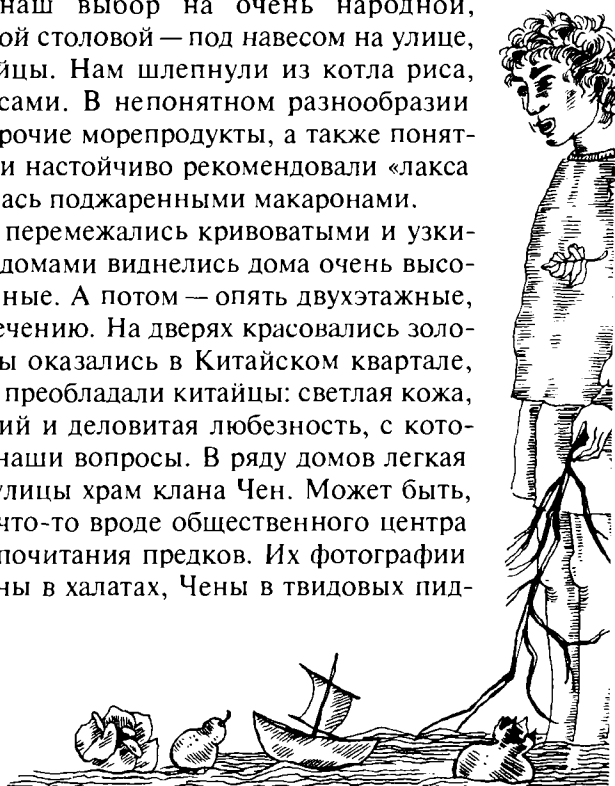 наш выбор на очень народной,
ой столовой — под навесом на улице,
йцы. Нам шлепнули из котла риса,
сами. В непонятном разнообразии
рочие морепродукты, а также понят-
и настойчиво рекомендовали «лакса
лась поджаренными макаронами.
перемежались кривоватыми и узки-
домами виднелись дома очень высо-
ные. А потом — опять двухэтажные,
ечению. На дверях красовались золо-
ы оказались в Китайском квартале,
преобладали китайцы: светлая кожа,
ий и деловитая любезность, с кото-
наши вопросы. В ряду домов легкая
улицы храм клана Чен. Может быть,
что-то вроде общественного центра
почитания предков. Их фотографии
ны в халатах, Чены в твидовых пид-